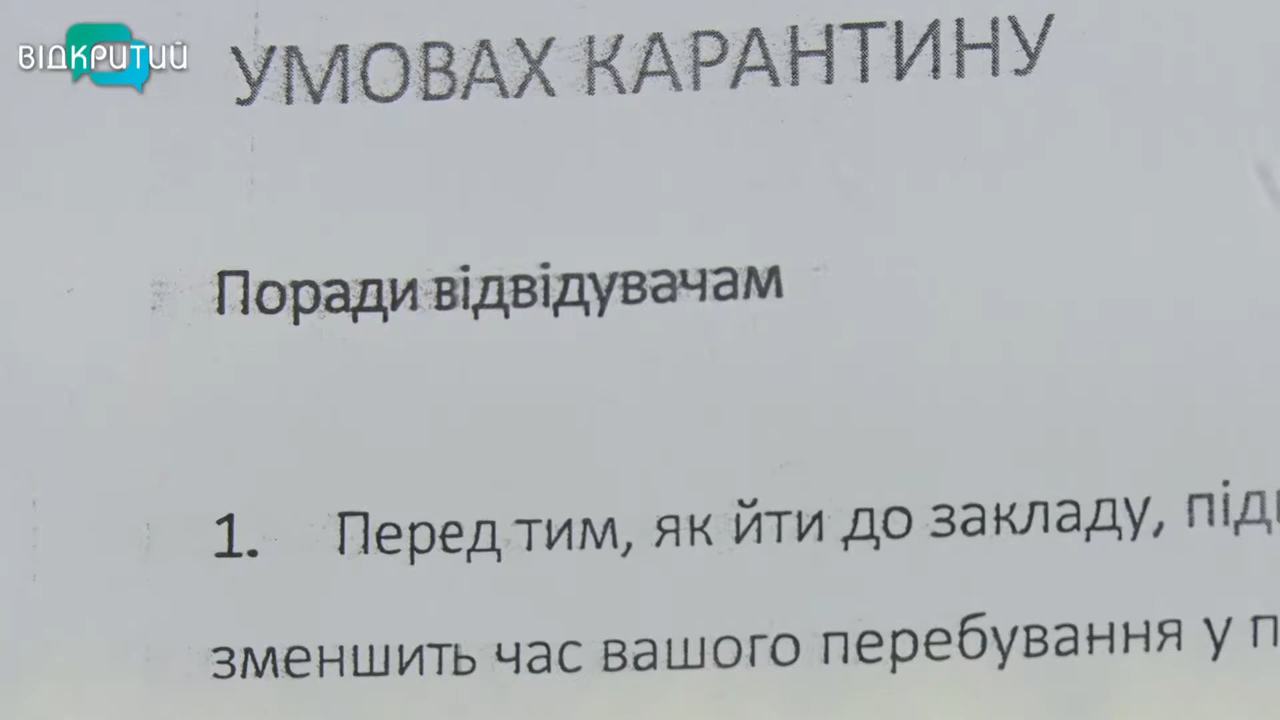 ВІДКРИТИЙ
УМОВАХ КАРАНТИНУ
Поради відвідувачам
1. Перед тим, як йти до закладу,
зменшить час вашого перебування у